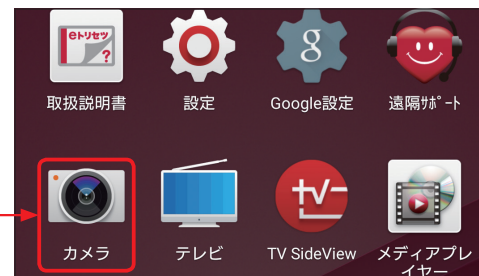 eトリセツ
?
取扱説明書
設定
g
Google設定
遠隔ｻﾎﾟｰﾄ
カメラ
テレビ
tv
TV SideView
メディアプレ
イヤー